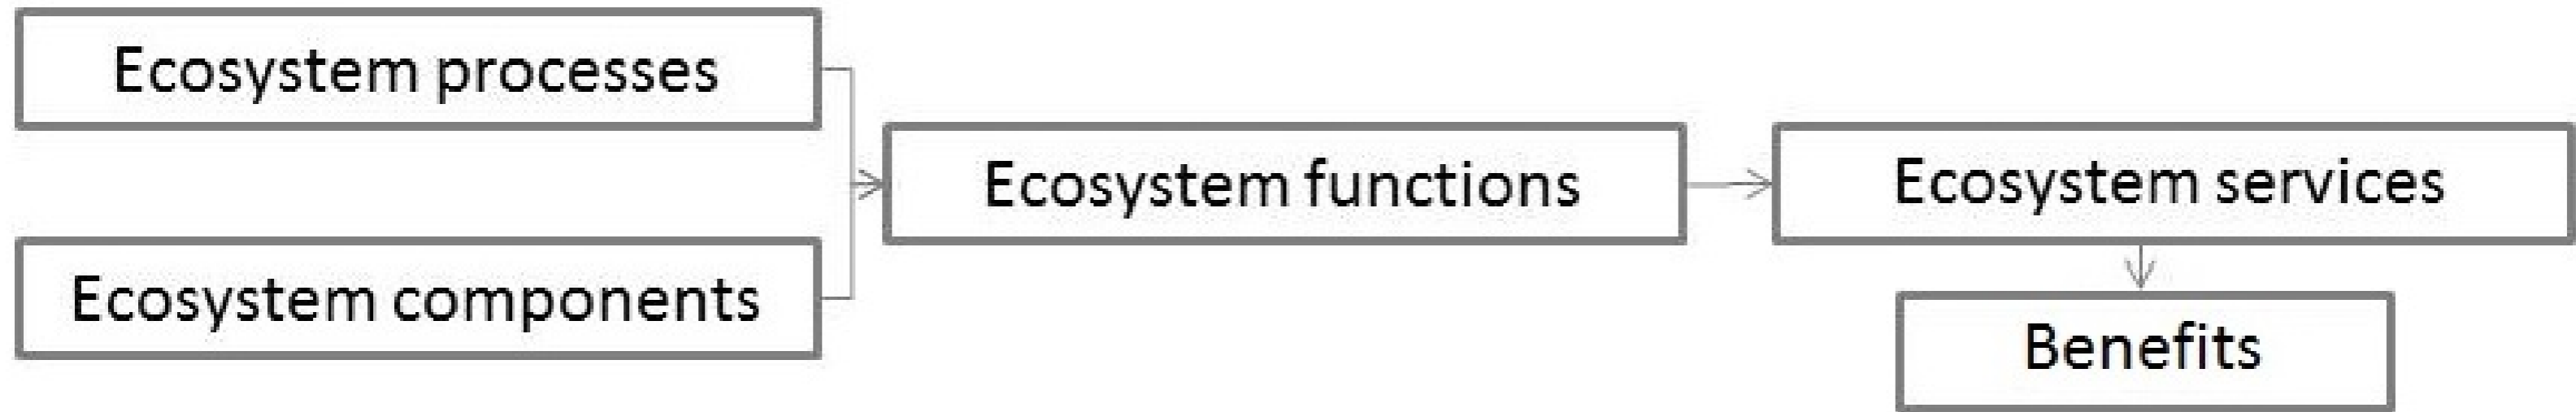 Ecosystem processes
Ecosystem components
Ecosystem functions
Ecosystem services
Benefits